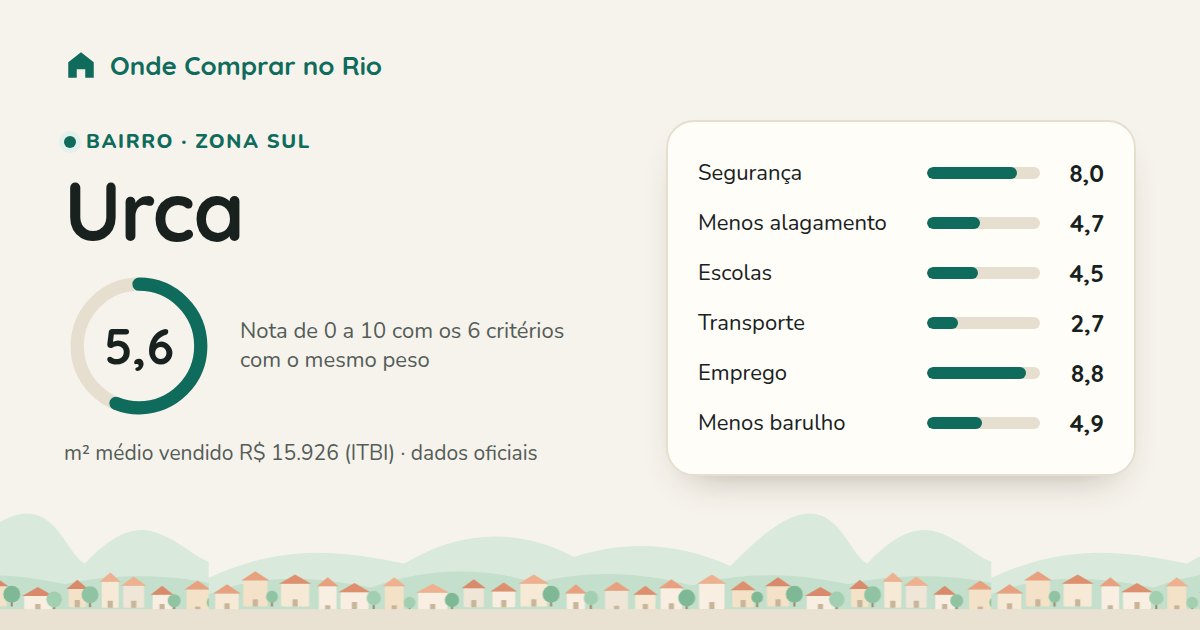 Onde Comprar no Rio
BAIRRO · ZONA SUL
Urca
5,6
Nota de 0 a 10 com os 6 critérios
com o mesmo peso
m² médio vendido R$ 15.926 (ITBI) · dados oficiais
Segurança 8,0
Menos alagamento 4,7
Escolas 4,5
Transporte 2,7
Emprego 8,8
Menos barulho 4,9